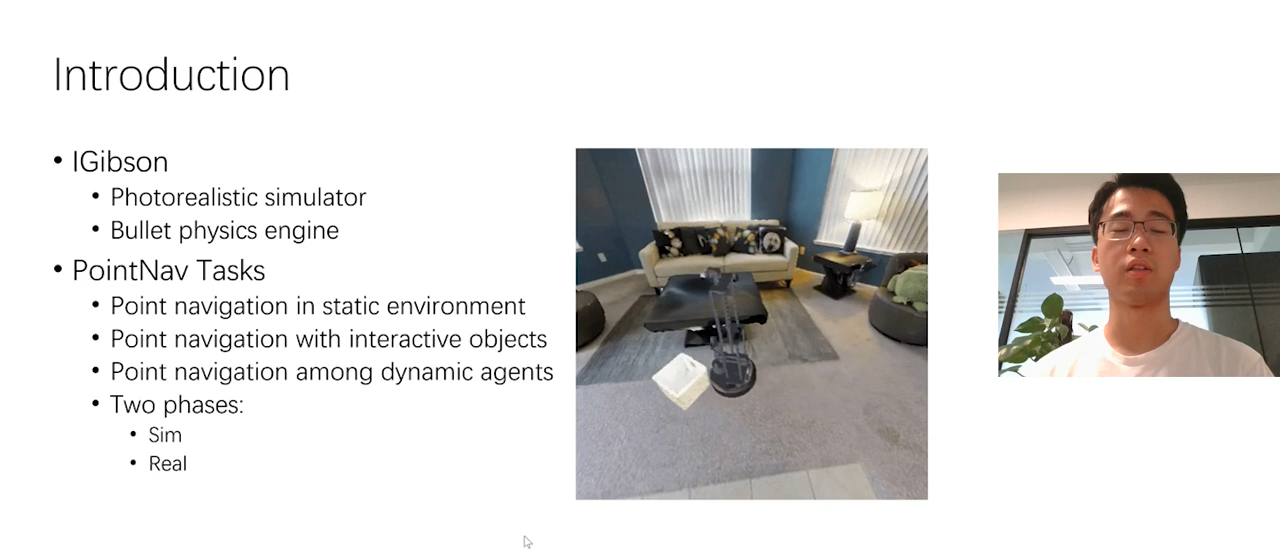 Introduction
• IGibson
• Photorealistic simulator
• Bullet physics engine
• PointNav Tasks
• Point navigation in static environment
• Point navigation with interactive objects
• Point navigation among dynamic agents
• Two phases:
• Sim
• Real